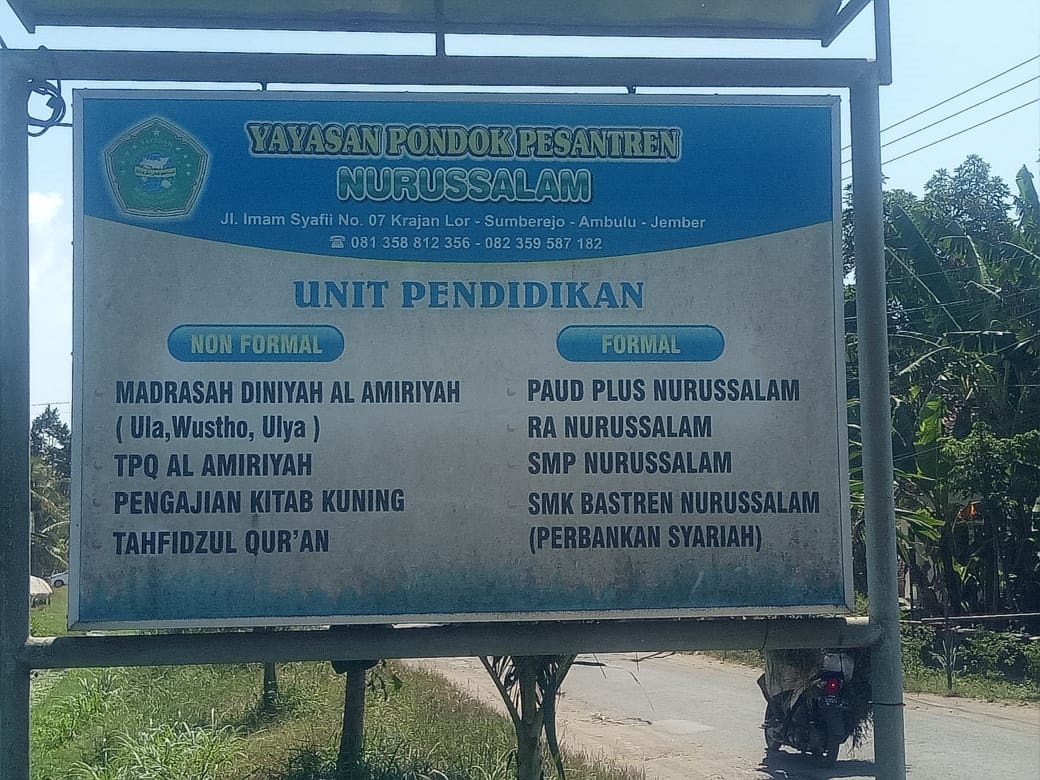 YAYASAN
YAYASAN PONDOK PESANTREN
NURUSSALAM
Jl. Imam Syafii No. 07 Krajan Lor - Sumberejo - Ambulu - Jember
☎ 081 358 812 356 - 082 359 587 182
UNIT PENDIDIKAN
NON FORMAL
MADRASAH DINIYAH AL AMIRIYAH
( Ula,Wustho, Ulya )
TPQ AL AMIRIYAH
PENGAJIAN KITAB KUNING
TAHFIDZUL QUR'AN
FORMAL
PAUD PLUS NURUSSALAM
RA NURUSSALAM
SMP NURUSSALAM
SMK BASTREN NURUSSALAM
(PERBANKAN SYARIAH)